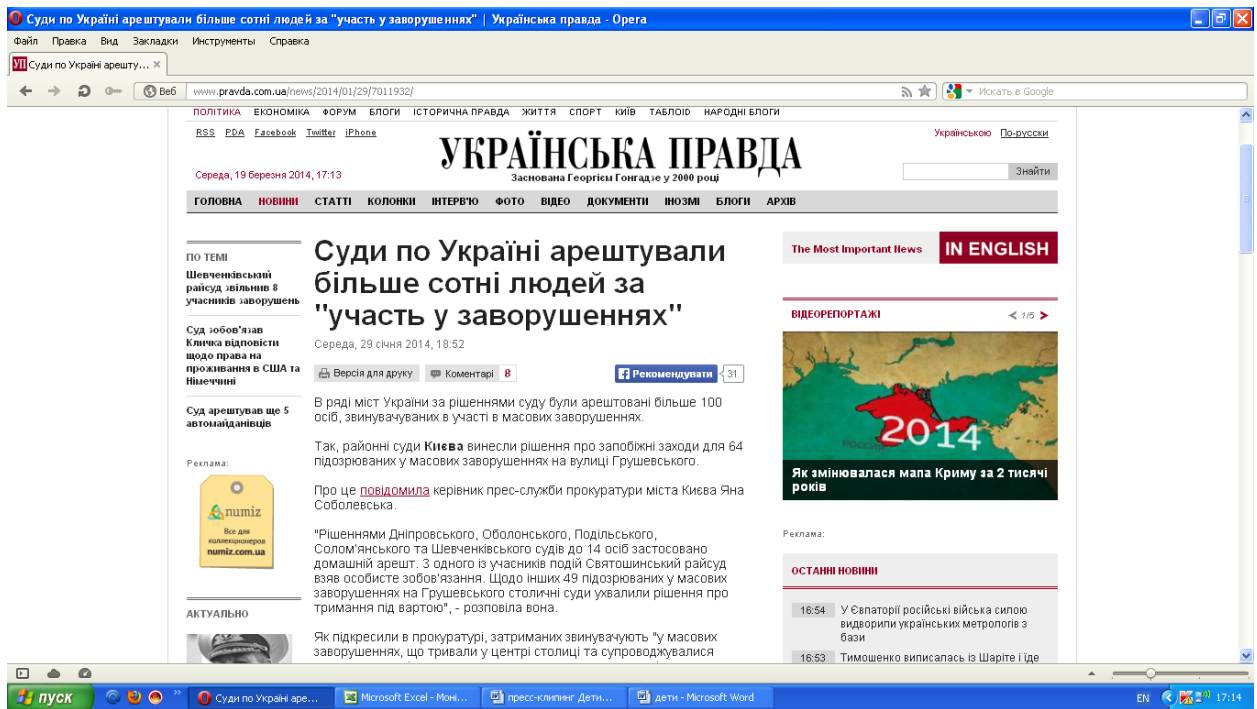 Суди по Україні арештували більше сотні людей за "участь у заворушеннях" | Українська правда - Opera
Файл Правка Вид Закладки Инструменты Справка
УП Суди по Україні арешту...
Веб www.pravda.com.ua/news/2014/01/29/7011932/ Искать в Google
ПОЛІТИКА ЕКОНОМІКА ФОРУМ БЛОГИ ІСТОРИЧНА ПРАВДА ЖИТТЯ СПОРТ КИЇВ ТАБЛОІD НАРОДНІ БЛОГИ
RSS PDA Facebook Twitter iPhone
УКРАЇНСЬКА ПРАВДА
Заснована Георгієм Гонгадзе у 2000 році
Українською По-русски
Середа, 19 березня 2014, 17:13
Знайти
ГОЛОВНА НОВИНИ СТАТТІ КОЛОНКИ ІНТЕРВ'Ю ФОТО ВІДЕО ДОКУМЕНТИ ІНОЗМІ БЛОГИ АРХІВ
ПО ТЕМІ
Шевченківський
райсуд звільнив 8
учасників заворушень
Суд зобов'язав
Кличка відповісти
щодо права на
проживання в США та
Німеччині
Суд арештував ще 5
автомайданівців
Реклама:
numiz
Все для
коллекционеров
numiz.com.ua
АКТУАЛЬНО
Суди по Україні арештували
більше сотні людей за
"участь у заворушеннях"
Середа, 29 січня 2014, 18:52
Версія для друку Коментарі 8 Рекомендувати 31
В ряді міст України за рішеннями суду були арештовані більше 100
осіб, звинувачуваних в участі в масових заворушеннях.
Так, районні суди Києва винесли рішення про запобіжні заходи для 64
підозрюваних у масових заворушеннях на вулиці Грушевського.
Про це повідомила керівник прес-служби прокуратури міста Києва Яна
Соболевська.
"Рішеннями Дніпровського, Оболонського, Подільського,
Солом'янського та Шевченківського судів до 14 осіб застосовано
домашній арешт. З одного із учасників подій Святошинський райсуд
взяв особисте зобов'язання. Щодо інших 49 підозрюваних у масових
заворушеннях на Грушевського столичні суди ухвалили рішення про
тримання під вартою", - розповіла вона.
Як підкресили в прокуратурі, затриманих звинувачують "у масових
заворушеннях, що тривали у центрі столиці та супроводжувалися
The Most Important News IN ENGLISH
ВІДЕОРЕПОРТАЖІ 1/5
РОССИЯ
2014
Як змінювалася мапа Криму за 2 тисячі
років
Реклама:
ОСТАННІ НОВИНИ
16:54 У Євпаторії російські війська силою
видворили українських метрологів з
бази
16:53 Тимошенко виписалась із Шаріте і їде
пуск Суди по Україні аре... Microsoft Excel - Моні... пресс-клипинг Дети... дети - Microsoft Word EN 17:14